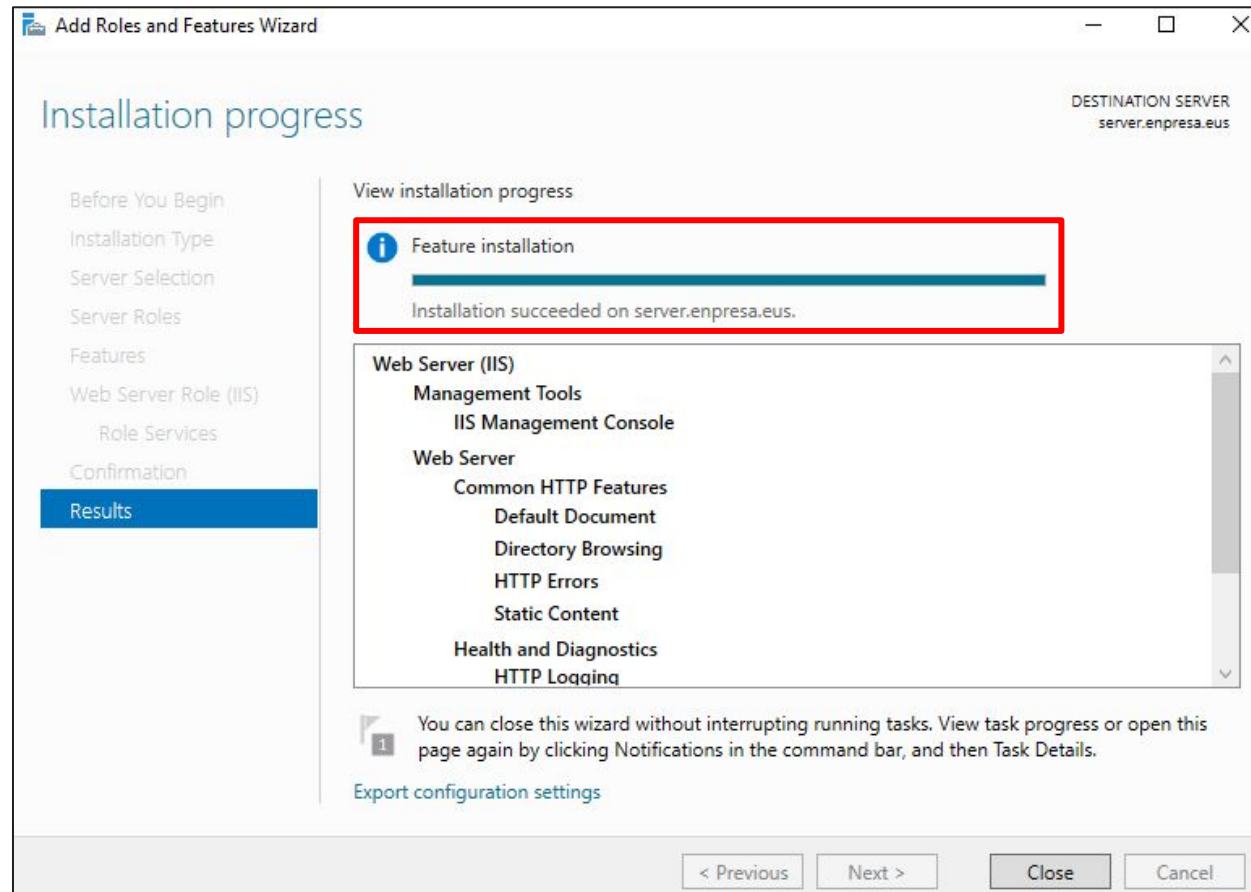 Add Roles and Features Wizard
Installation progress
DESTINATION SERVER
server.enpresa.eus
Before You Begin
Installation Type
Server Selection
Server Roles
Features
Web Server Role (IIS)
Role Services
Confirmation
Results
View installation progress
Feature installation
Installation succeeded on server.enpresa.eus.
Web Server (IIS)
Management Tools
IIS Management Console
Web Server
Common HTTP Features
Default Document
Directory Browsing
HTTP Errors
Static Content
Health and Diagnostics
HTTP Logging
1
You can close this wizard without interrupting running tasks. View task progress or open this
page again by clicking Notifications in the command bar, and then Task Details.
Export configuration settings
< Previous
Next >
Close
Cancel